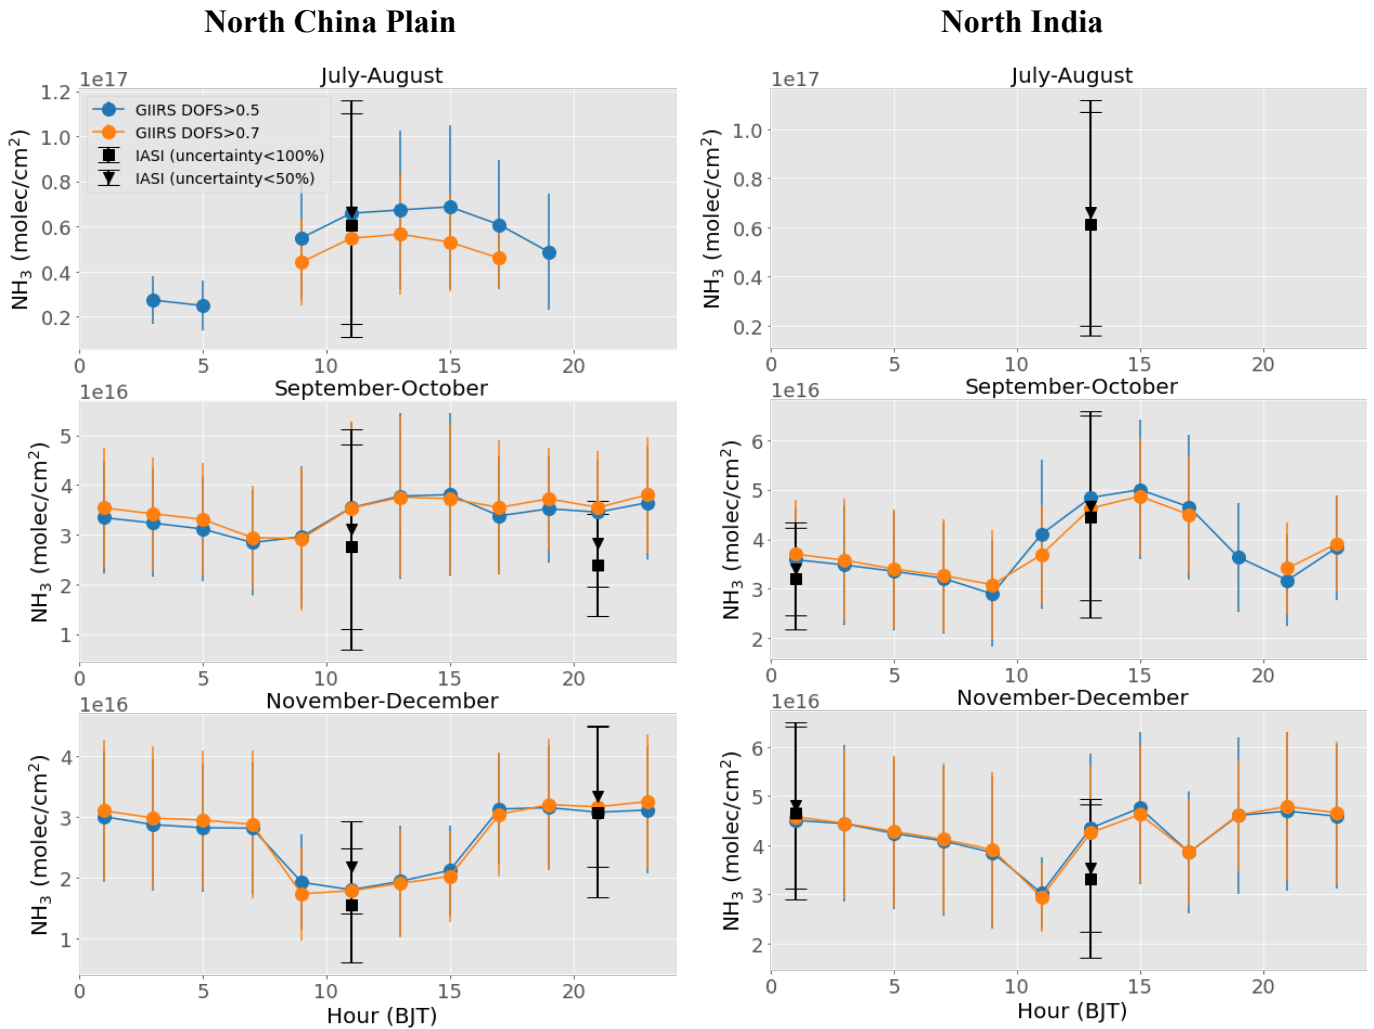 North China Plain
North India
July-August
1e17
NH3 (molec/cm2)
1.2
1.0
0.8
0.6
0.4
0.2
GIIRS DOFS>0.5
GIIRS DOFS>0.7
IASI (uncertainty<100%)
IASI (uncertainty<50%)
0 5 10 15 20
July-August
1e17
NH3 (molec/cm2)
1.0
0.8
0.6
0.4
0.2
0 5 10 15 20
September-October
1e16
NH3 (molec/cm2)
5
4
3
2
1
0 5 10 15 20
September-October
1e16
NH3 (molec/cm2)
6
5
4
3
2
0 5 10 15 20
November-December
1e16
NH3 (molec/cm2)
4
3
2
1
0 5 10 15 20
Hour (BJT)
November-December
1e16
NH3 (molec/cm2)
6
5
4
3
2
0 5 10 15 20
Hour (BJT)